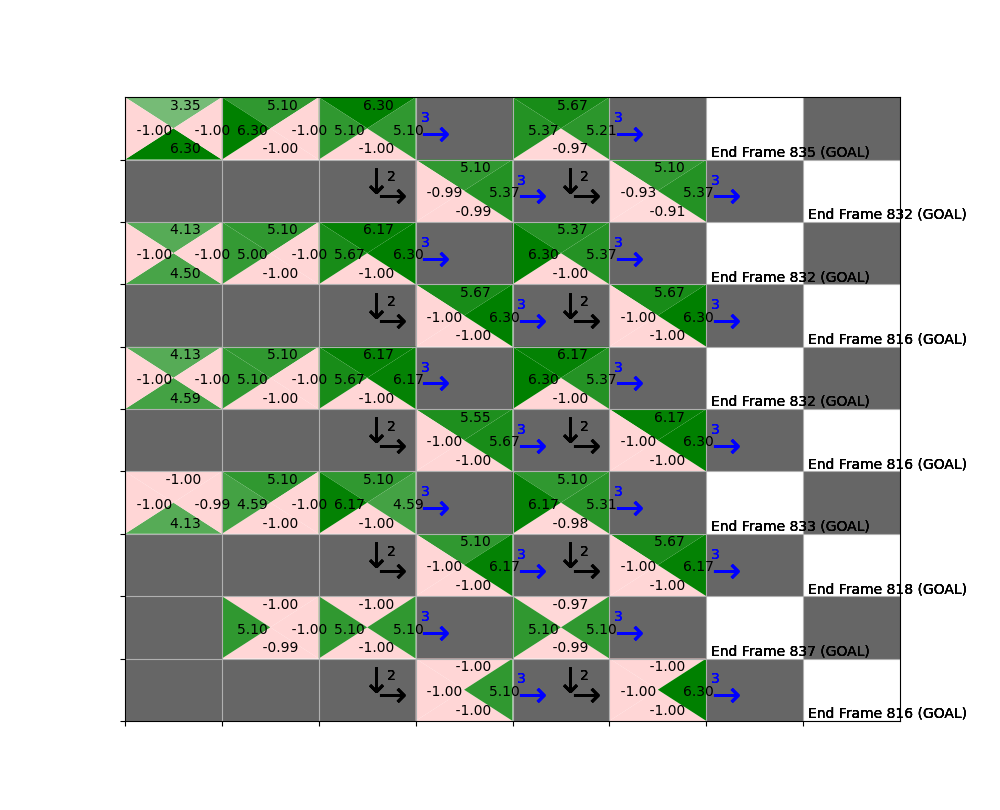 3.35 5.10 6.30 5.67
3
3
-1.00 -1.00 6.30 -1.00 5.10 5.10 5.37 5.21
6.30 -1.00 -1.00 -0.97
End Frame 835 (GOAL)
5.10 5.10
2 3 2 3
-0.99 5.37 -0.93 5.37
-0.99 -0.91
End Frame 832 (GOAL)
4.13 5.10 6.17 5.37
3 3
-1.00 -1.00 5.00 -1.00 5.67 6.30 6.30 5.37
4.50 -1.00 -1.00 -1.00
End Frame 832 (GOAL)
5.67 5.67
2 3 2 3
-1.00 6.30 -1.00 6.30
-1.00 -1.00
End Frame 816 (GOAL)
4.13 5.10 6.17 6.17
3 3
-1.00 -1.00 5.10 -1.00 5.67 6.17 6.30 5.37
4.59 -1.00 -1.00 -1.00
End Frame 832 (GOAL)
5.55 6.17
2 3 2 3
-1.00 5.67 -1.00 6.30
-1.00 -1.00
End Frame 816 (GOAL)
-1.00 5.10 5.10 5.10
3 3
-1.00 -0.99 4.59 -1.00 6.17 4.59 6.17 5.31
4.13 -1.00 -1.00 -0.98
End Frame 833 (GOAL)
5.10 5.67
2 3 2 3
-1.00 6.17 -1.00 6.17
-1.00 -1.00
End Frame 818 (GOAL)
-1.00 -1.00 -0.97
3 3
5.10 -1.00 5.10 5.10 5.10 5.10
-0.99 -1.00 -0.99
End Frame 837 (GOAL)
-1.00 -1.00
2 3 2 3
-1.00 5.10 -1.00 6.30
-1.00 -1.00
End Frame 816 (GOAL)